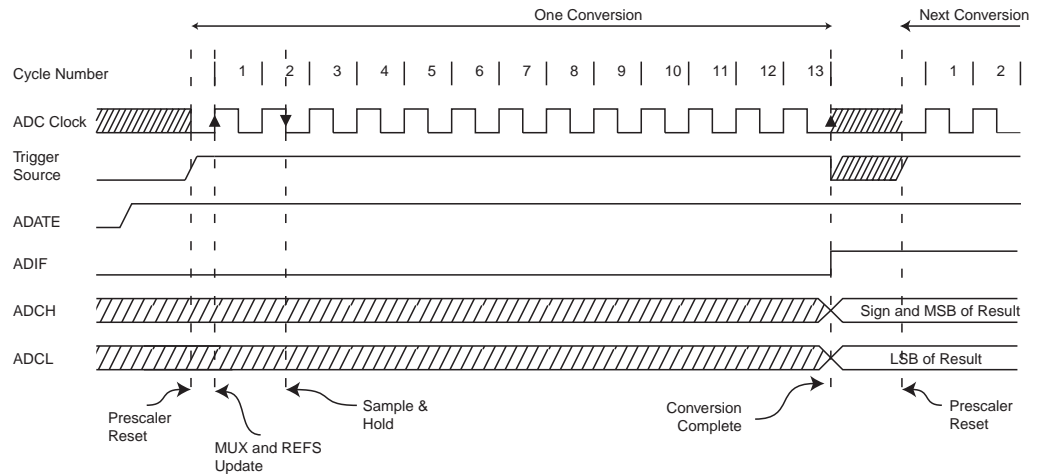 One Conversion
Next Conversion
Cycle Number
1 2 3 4 5 6 7 8 9 10 11 12 13 1 2
ADC Clock
Trigger
Source
ADATE
ADIF
ADCH
Sign and MSB of Result
ADCL
LSB of Result
Prescaler
Reset
MUX and REFS
Update
Sample &
Hold
Conversion
Complete
Prescaler
Reset